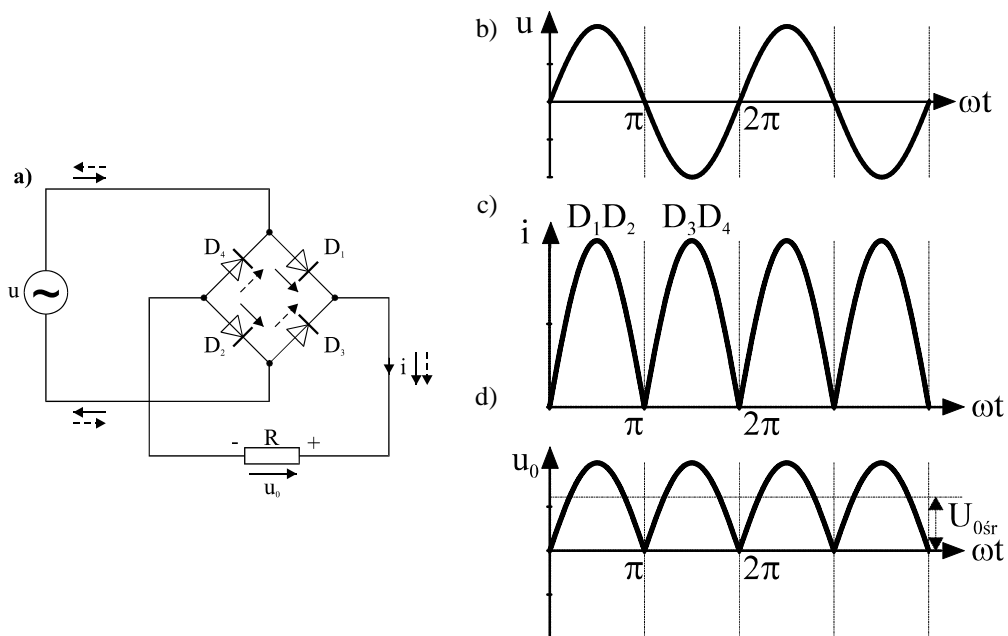 a)
u
~
D₄
D₁
D₂
D₃
i
- R +
u₀
b)
u
π
2π
ωt
c)
i
D₁D₂
D₃D₄
π
2π
ωt
d)
u₀
U₀śr
π
2π
ωt